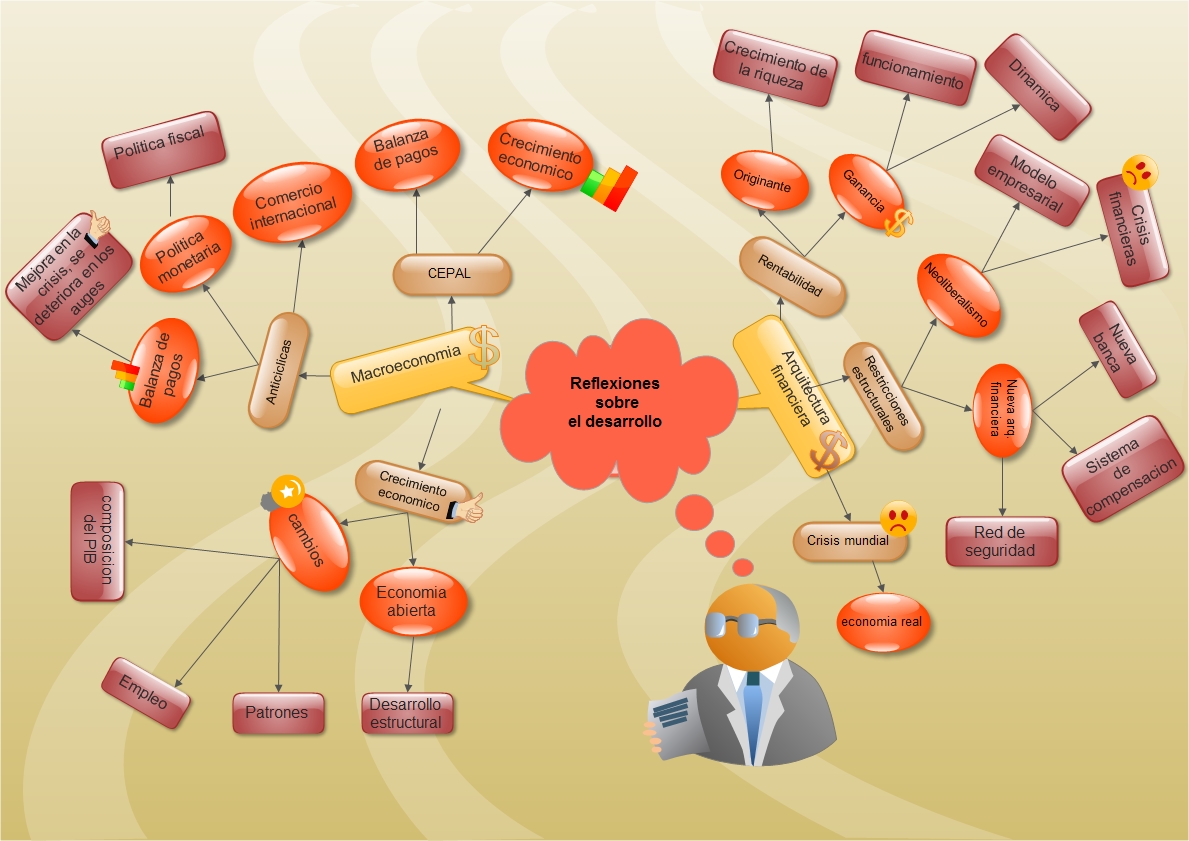 Reflexiones
sobre
el desarrollo
Macroeconomia
CEPAL
Balanza
de pagos
Crecimiento
economico
Anticiclicas
Comercio
internacional
Politica
monetaria
Politica fiscal
Balanza de
pagos
Mejora en la
crisis, se
deteriora en los
auges
Crecimiento
economico
cambios
composicion
del PIB
Empleo
Patrones
Economia
abierta
Desarrollo
estructural
Arquitectura
financiera
Rentabilidad
Originante
Crecimiento de
la riqueza
Ganancia
funcionamiento
Dinamica
Restricciones
estructurales
Neoliberalismo
Modelo
empresarial
Crisis
financieras
Nueva arq.
financiera
Nueva
banca
Sistema
de
compensacion
Red de
seguridad
Crisis mundial
economia real